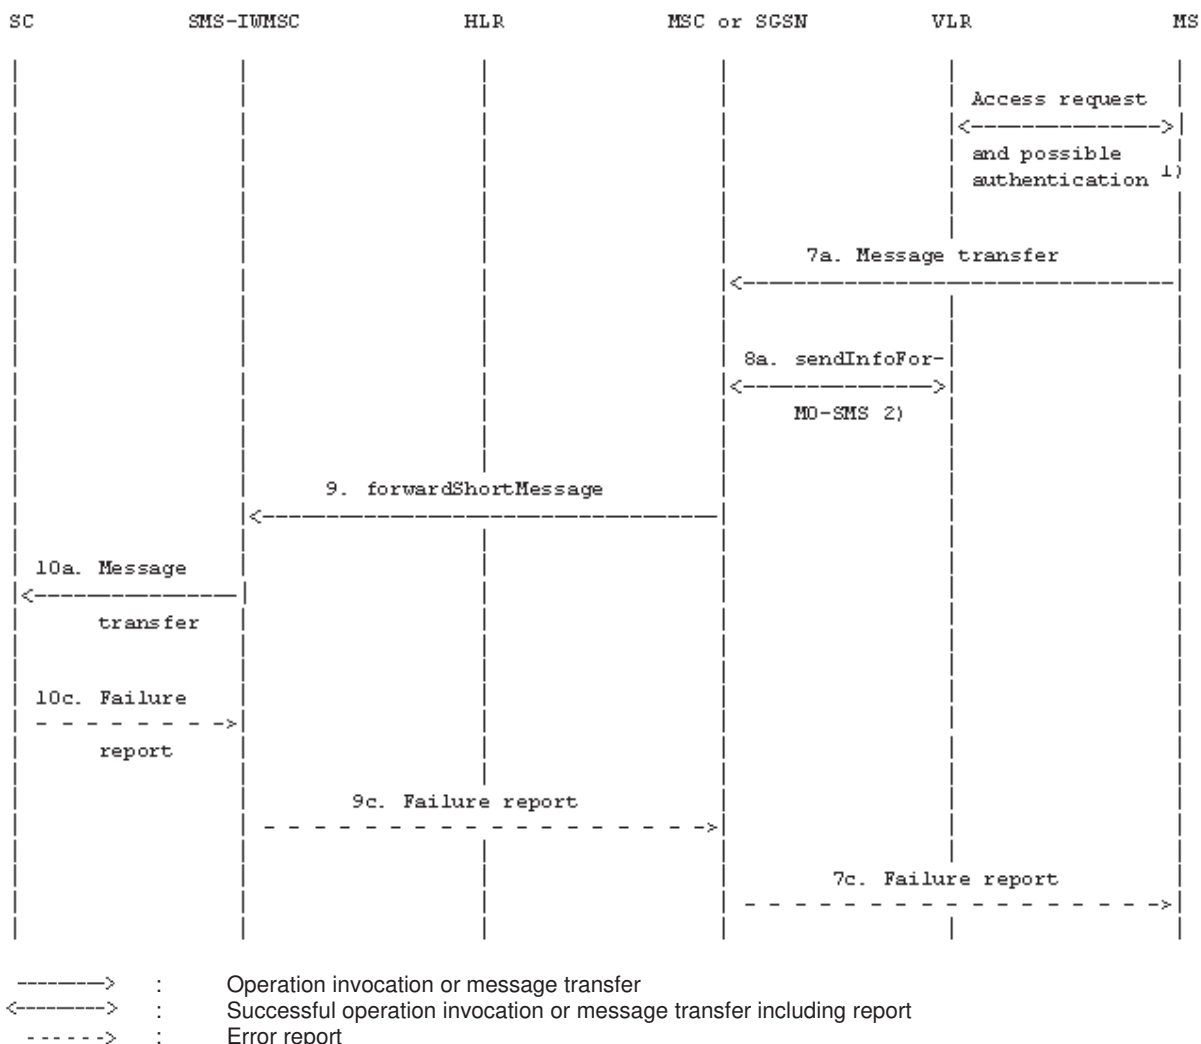 SC SMS-IWMSC HLR MSC or SGSN VLR MS
Access request
and possible
authentication 1)
7a. Message transfer
8a. sendInfoFor-
MO-SMS 2)
9. forwardShortMessage
10a. Message
transfer
10c. Failure
report
9c. Failure report
7c. Failure report
: Operation invocation or message transfer
: Successful operation invocation or message transfer including report
: Error report